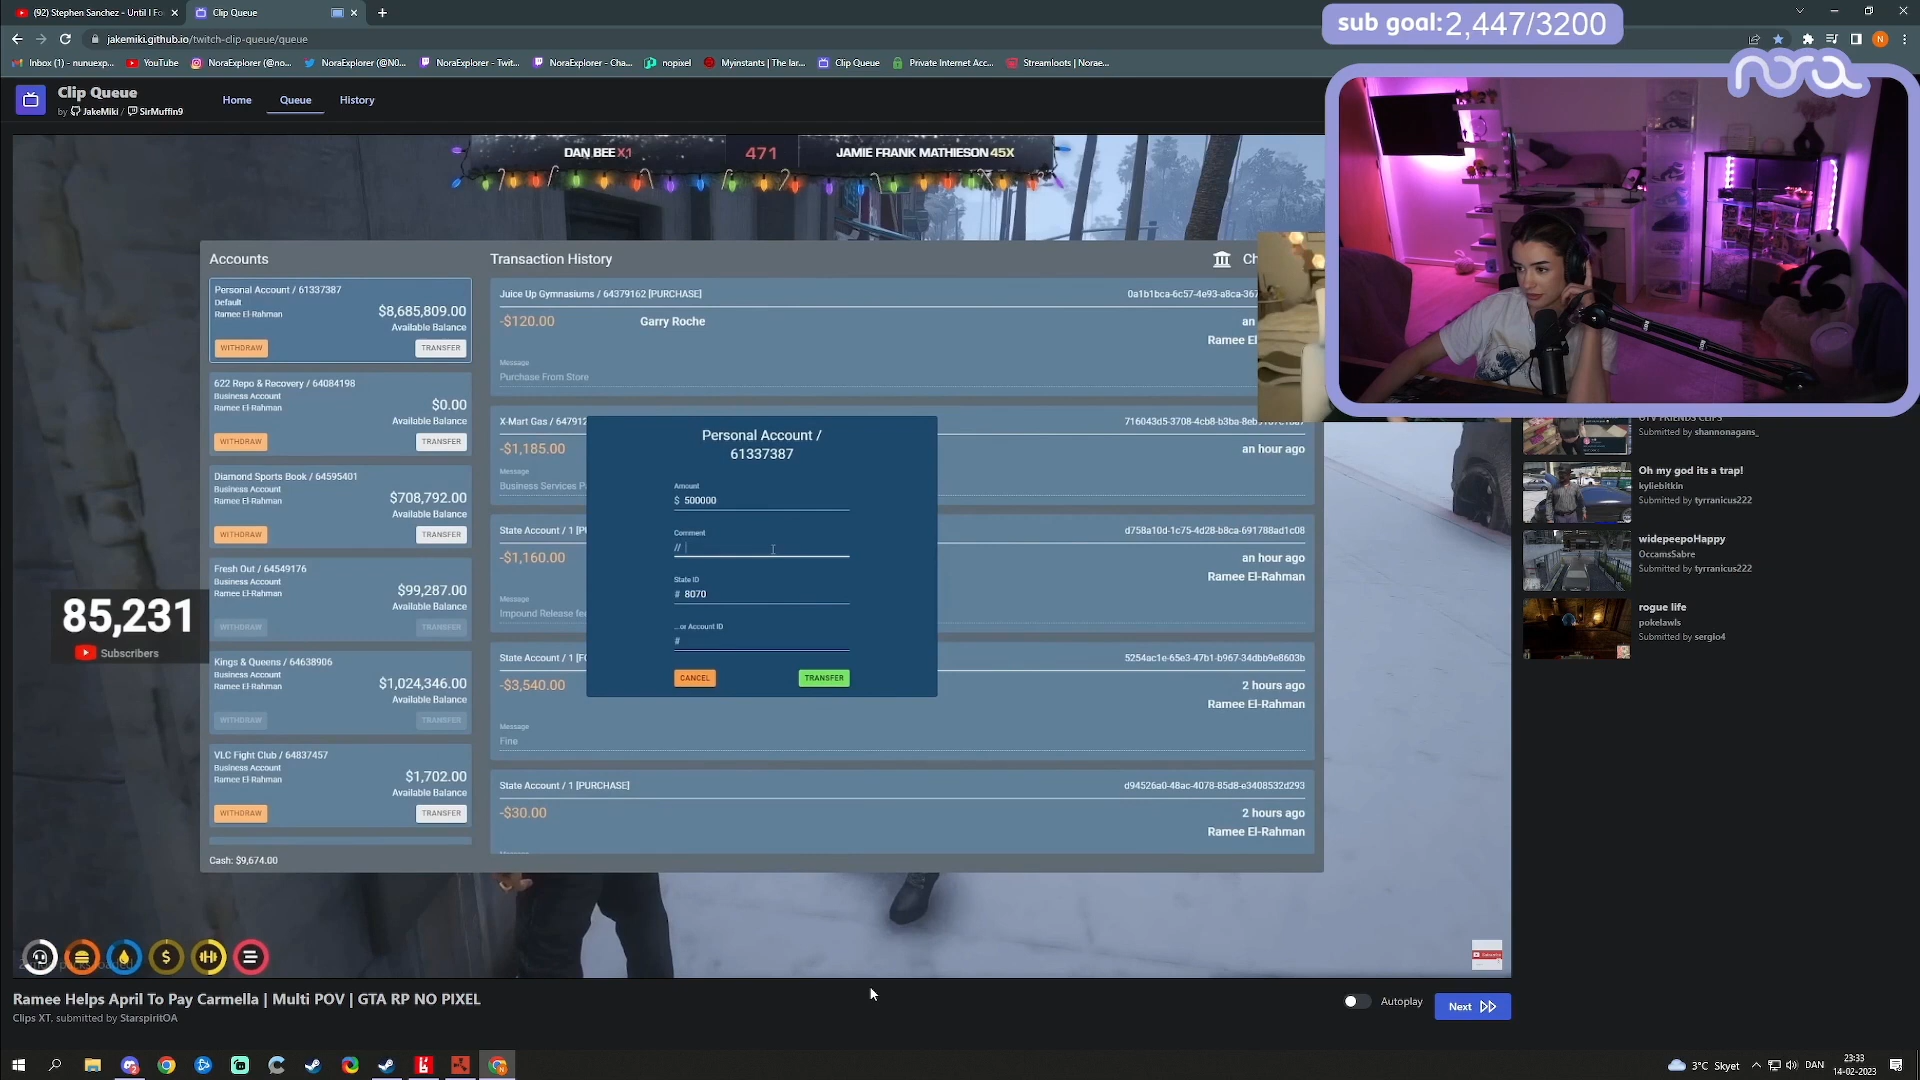 (92) Stephen Sanchez - Until I Fo
Clip Queue
sub goal: 2,447/3200
jakemiki.github.io/twitch-clip-queue/queue
Inbox (1) - nunuexp...
YouTube
NoraExplorer (@no...
NoraExplorer (@N0...
NoraExplorer - Twit...
NoraExplorer - Cha...
nopixel
Myinstants | The lar...
Clip Queue
Private Internet Acc...
Streamloots | Norae...
nora
Clip Queue
by JakeMiki / SirMuffin9
Home
Queue
History
DAN BEE X1
471
JAMIE FRANK MATHIESON 45X
Accounts
Personal Account / 61337387
Default
Ramee El-Rahman
$8,685,809.00
Available Balance
WITHDRAW
TRANSFER
622 Repo & Recovery / 64084198
Business Account
Ramee El-Rahman
$0.00
Available Balance
WITHDRAW
TRANSFER
Diamond Sports Book / 64595401
Business Account
Ramee El-Rahman
$708,792.00
Available Balance
WITHDRAW
TRANSFER
Fresh Out / 64549176
Business Account
Ramee El-Rahman
$99,287.00
Available Balance
WITHDRAW
TRANSFER
Kings & Queens / 64638906
Business Account
Ramee El-Rahman
$1,024,346.00
Available Balance
WITHDRAW
TRANSFER
VLC Fight Club / 64837457
Business Account
Ramee El-Rahman
$1,702.00
Available Balance
WITHDRAW
TRANSFER
Cash: $9,674.00
85,231
Subscribers
Transaction History
Ch
Juice Up Gymnasiums / 64379162 [PURCHASE]
0a1b1bca-6c57-4e93-a8ca-367
-$120.00
Garry Roche
an
Ramee El
Message
Purchase From Store
X-Mart Gas / 647912
-$1,185.00
an hour ago
Message
Business Services P
State Account / 1 [PU
d758a10d-1c75-4d28-b8ca-691788ad1c08
-$1,160.00
an hour ago
Ramee El-Rahman
Message
Impound Release fee
State Account / 1 [FO
5254ac1e-65e3-47b1-b967-34dbb9e8603b
-$3,540.00
2 hours ago
Ramee El-Rahman
Message
Fine
State Account / 1 [PURCHASE]
d94526a0-48ac-4078-85d8-e3408532d293
-$30.00
2 hours ago
Ramee El-Rahman
Personal Account /
61337387
Amount
$ 500000
Comment
//
State ID
# 8070
...or Account ID
#
CANCEL
TRANSFER
Submitted by shannonagans_
Oh my god its a trap!
kyliebitkin
Submitted by tyrranicus222
widepeepoHappy
OccamsSabre
Submitted by tyrranicus222
rogue life
pokelawls
Submitted by sergio4
Ramee Helps April To Pay Carmella | Multi POV | GTA RP NO PIXEL
Clips XT, submitted by StarspiritOA
Autoplay
Next
3°C Skyet
DAN
23:33
14-02-2023